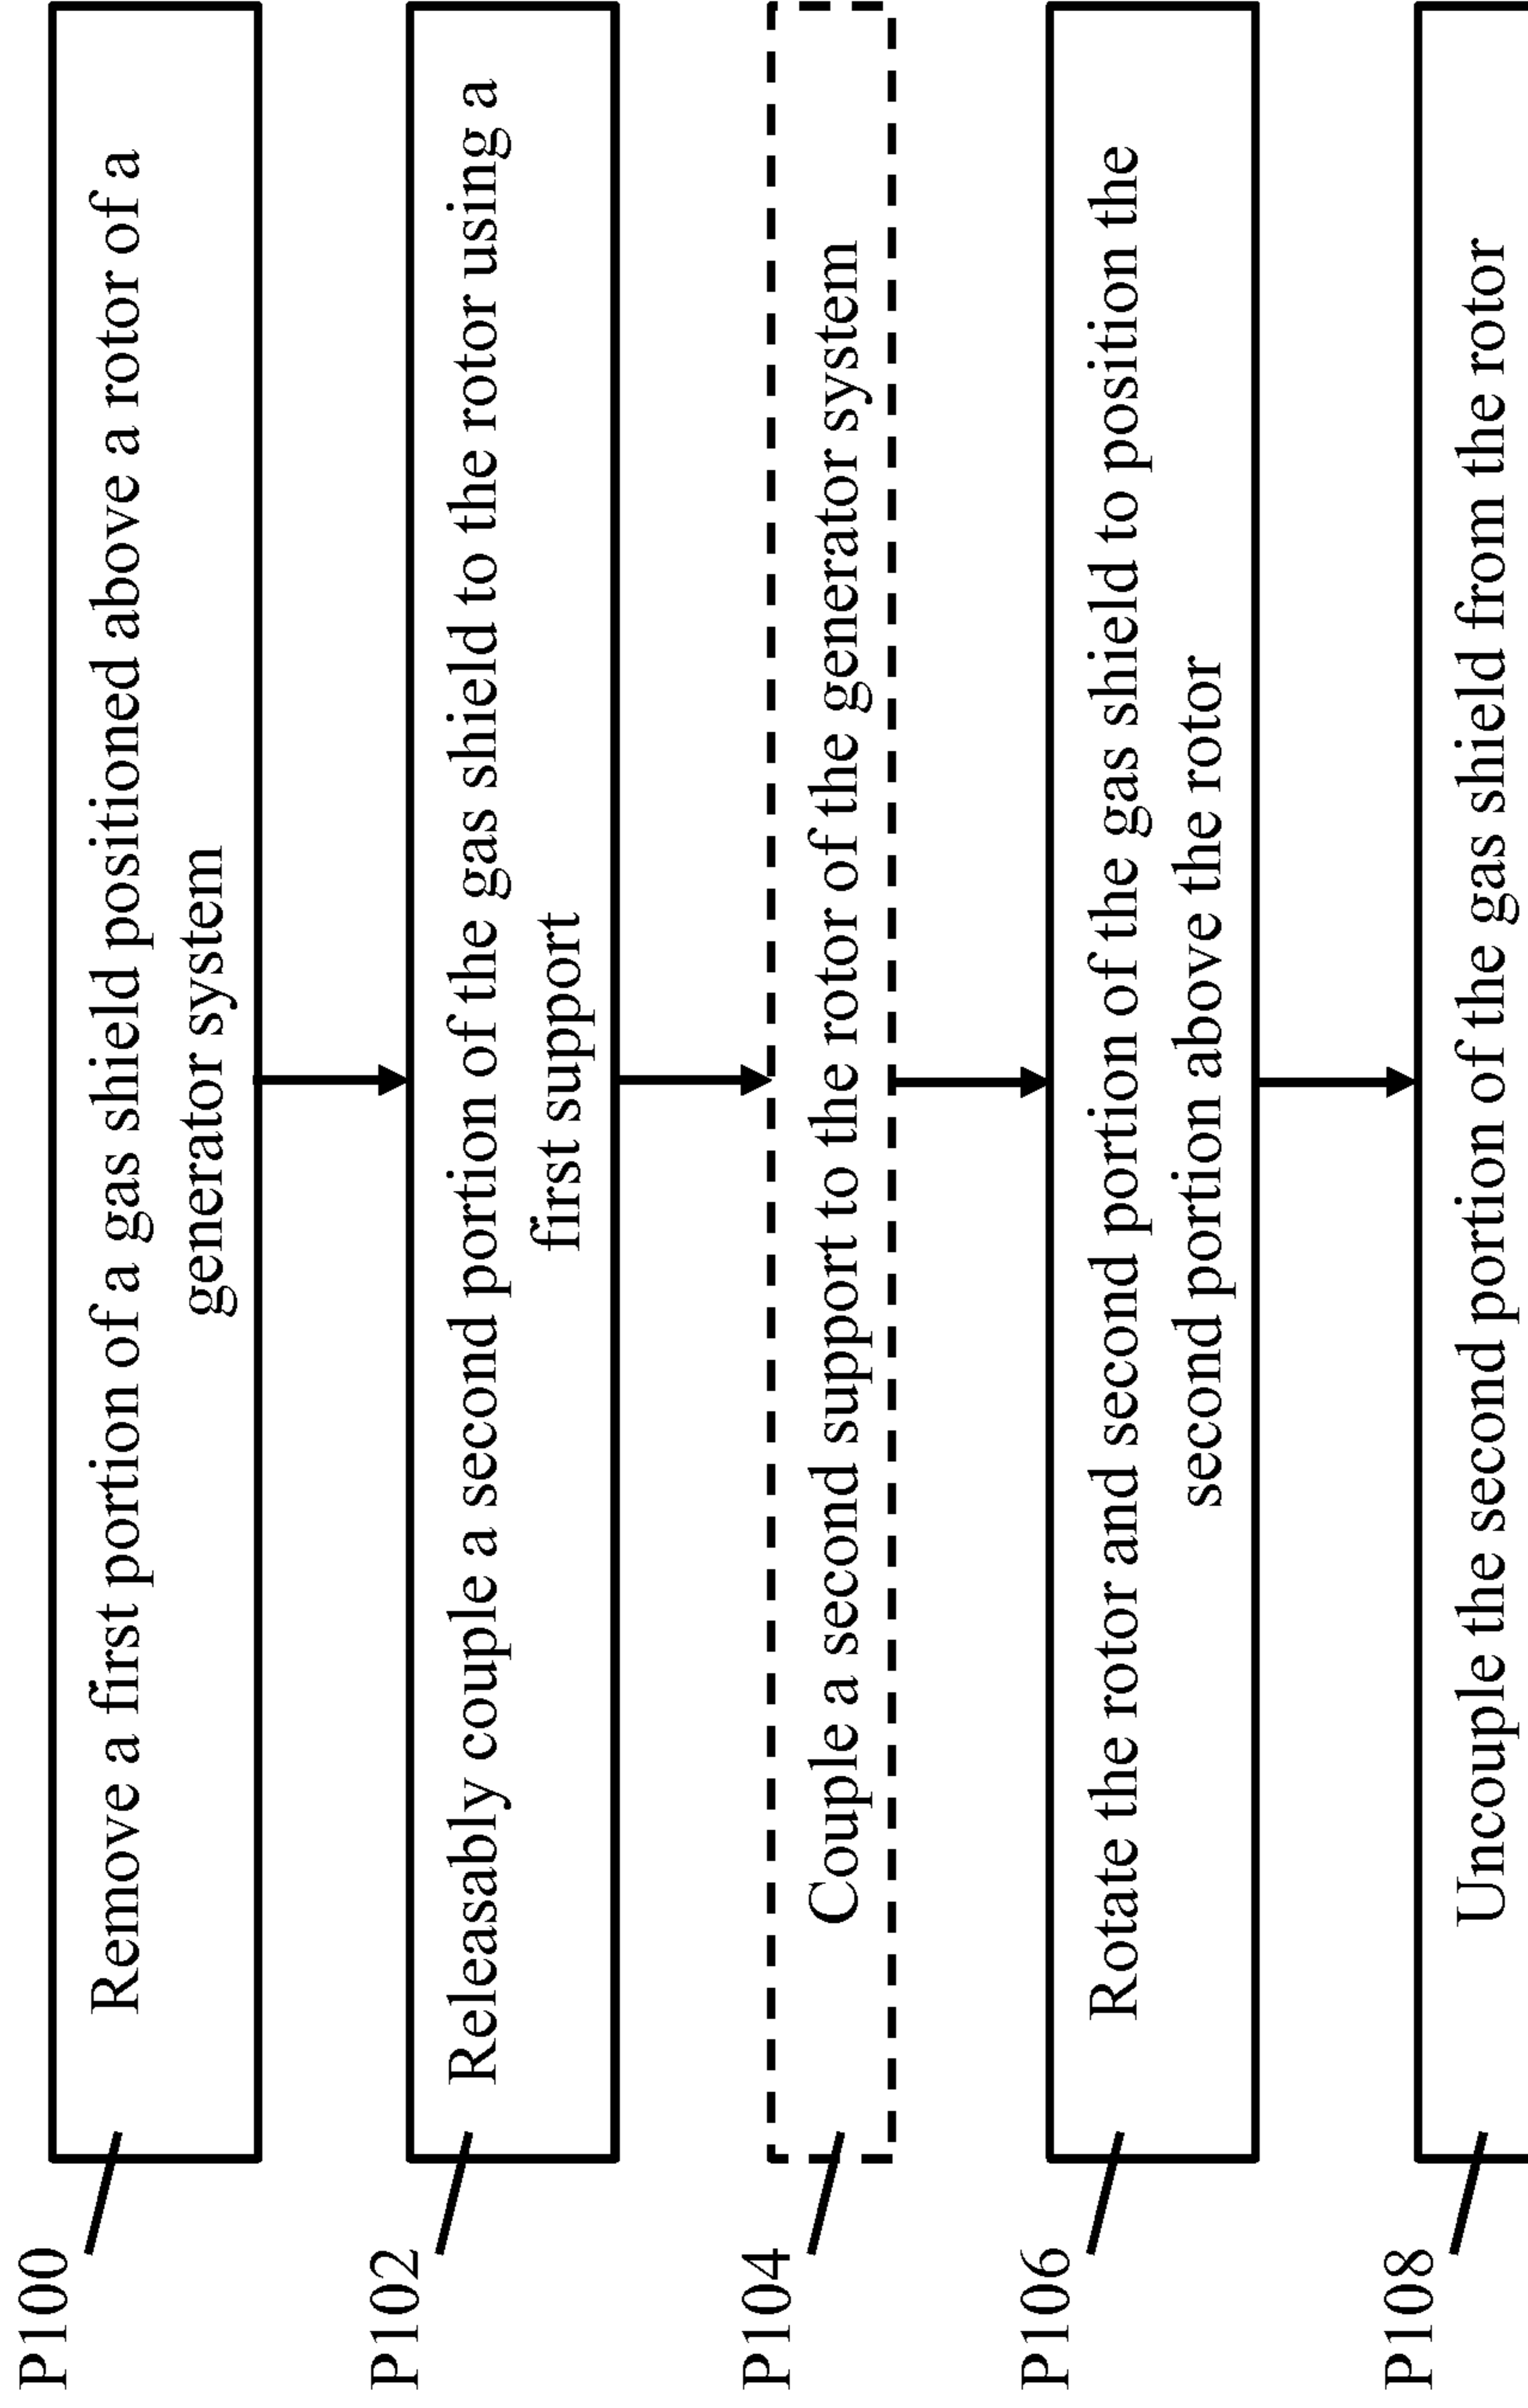 P100
Remove a first portion of a gas shield positioned above a rotor of a
generator system
P102
Releasably couple a second portion of the gas shield to the rotor using a
first support
P104
Couple a second support to the rotor of the generator system
P106
Rotate the rotor and second portion of the gas shield to position the
second portion above the rotor
P108
Uncouple the second portion of the gas shield from the rotor